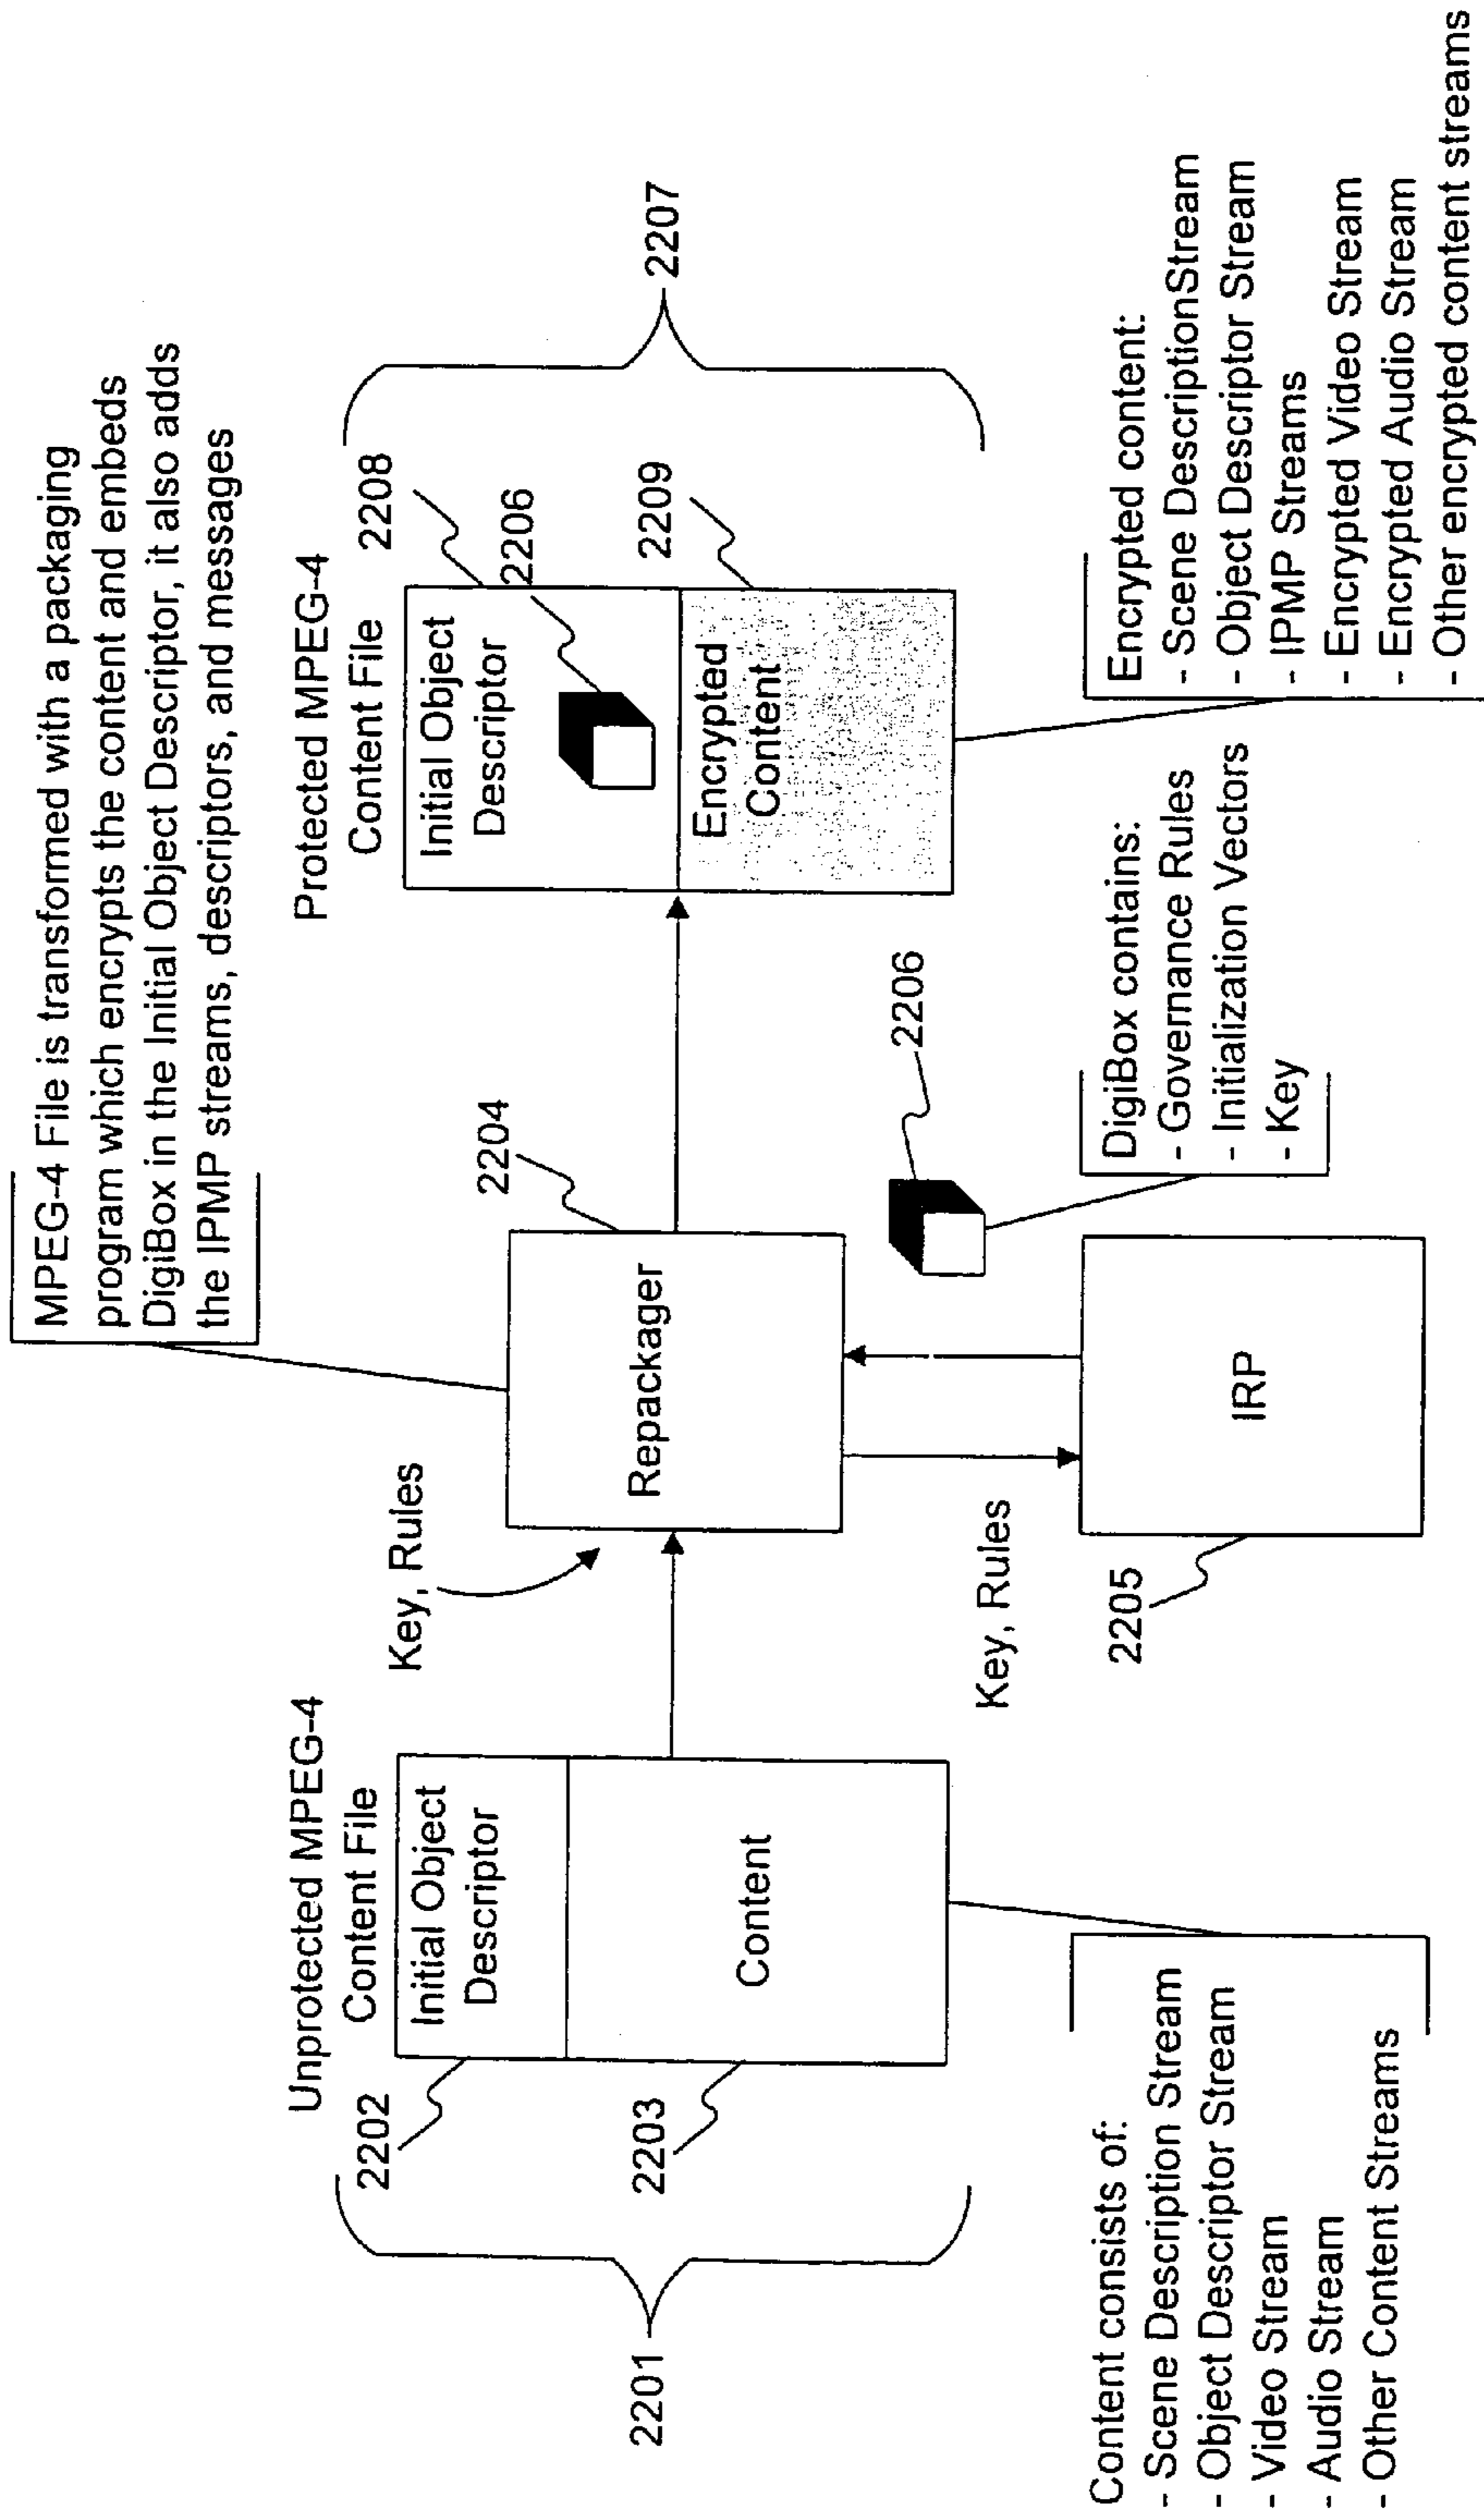 MPEG-4 File is transformed with a packaging
program which encrypts the content and embeds
DigiBox in the Initial Object Descriptor, it also adds
the IPMP streams, descriptors, and messages
Unprotected MPEG-4
Content File
2202
Initial Object
Descriptor
2203
Content
2201
Content consists of:
- Scene Description Stream
- Object Descriptor Stream
- Video Stream
- Audio Stream
- Other Content Streams
Key, Rules
2204
Repackager
Key, Rules
2205
IRP
2206
DigiBox contains:
- Governance Rules
- Initialization Vectors
- Key
Protected MPEG-4
Content File
2208
Initial Object
Descriptor
2206
2209
Encrypted
Content
2207
Encrypted content:
- Scene DescriptionStream
- Object Descriptor Stream
- IPMP Streams
- Encrypted Video Stream
- Encrypted Audio Stream
- Other encrypted content streams